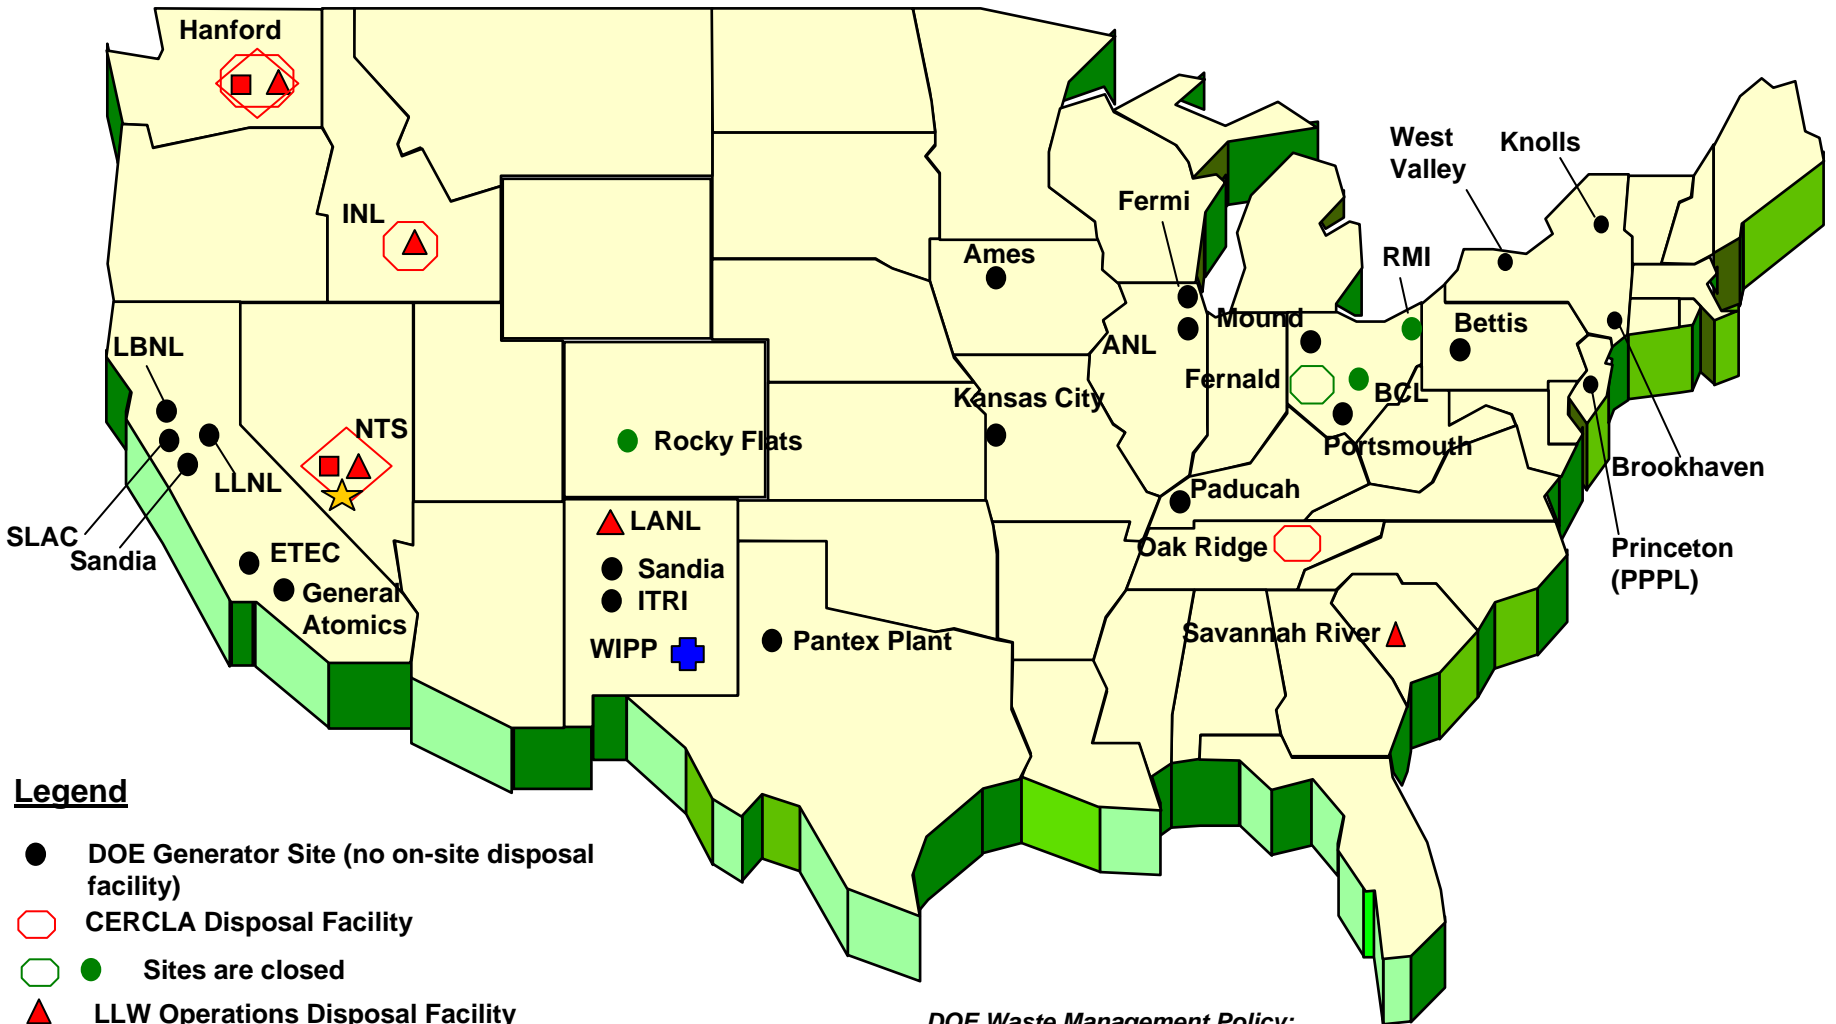 Hanford
West
Valley
Knolls
Fermi
INL
Ames
RMI
Mound
Bettis
LBNL
ANL
Fernald
BCL
Kansas City
NTS
Rocky Flats
Portsmouth
LLNL
Brookhaven
Paducah
SLAC
LANL
Sandia
ETEC
Oak Ridge
Princeton
(PPPL)
Sandia
General
Atomics
ITRI
WIPP
Pantex Plant
Savannah River
Legend
DOE Generator Site (no on-site disposal
facility)
CERCLA Disposal Facility
Sites are closed
LLW Operations Disposal Facility
DOE Waste Management Policy: